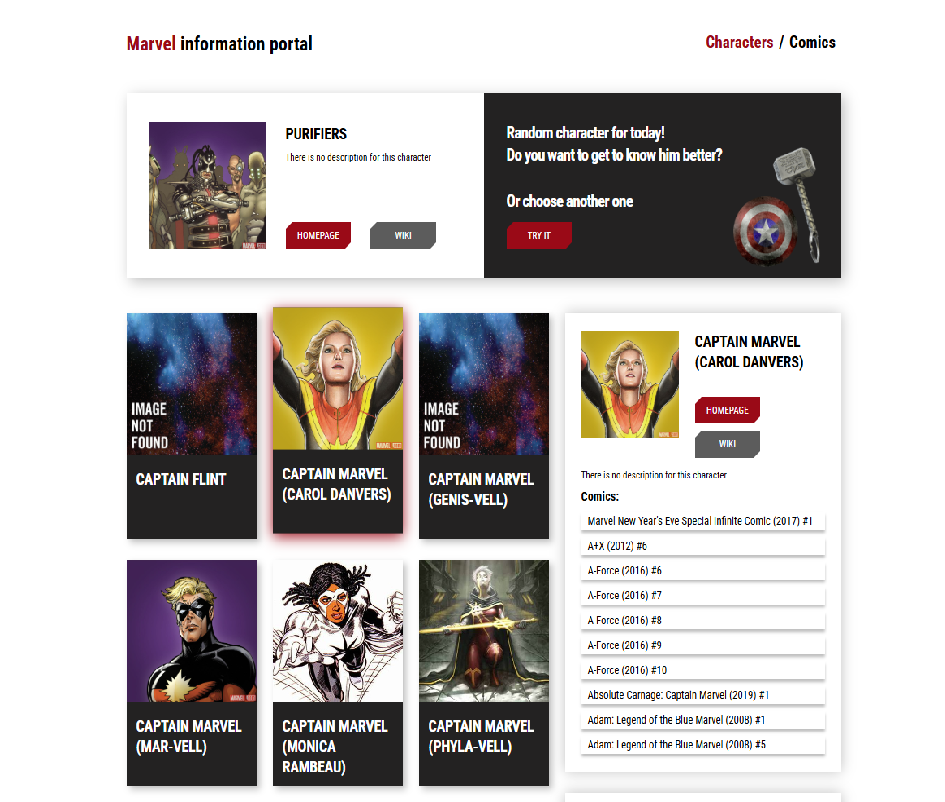 Marvel information portal
Characters / Comics
PURIFIERS
There is no description for this character
HOMEPAGE
WIKI
Random character for today!
Do you want to get to know him better?
Or choose another one
TRY IT
IMAGE
NOT
FOUND
CAPTAIN FLINT
CAPTAIN MARVEL
(CAROL DANVERS)
IMAGE
NOT
FOUND
CAPTAIN MARVEL
(GENIS-VELL)
CAPTAIN MARVEL
(MAR-VELL)
CAPTAIN MARVEL
(MONICA
RAMBEAU)
CAPTAIN MARVEL
(PHYLA-VELL)
CAPTAIN MARVEL
(CAROL DANVERS)
HOMEPAGE
WIKI
There is no description for this character
Comics:
Marvel New Year's Eve Special Infinite Comic (2017) #1
A+X (2012) #6
A-Force (2016) #6
A-Force (2016) #7
A-Force (2016) #8
A-Force (2016) #9
A-Force (2016) #10
Absolute Carnage: Captain Marvel (2019) #1
Adam: Legend of the Blue Marvel (2008) #1
Adam: Legend of the Blue Marvel (2008) #5